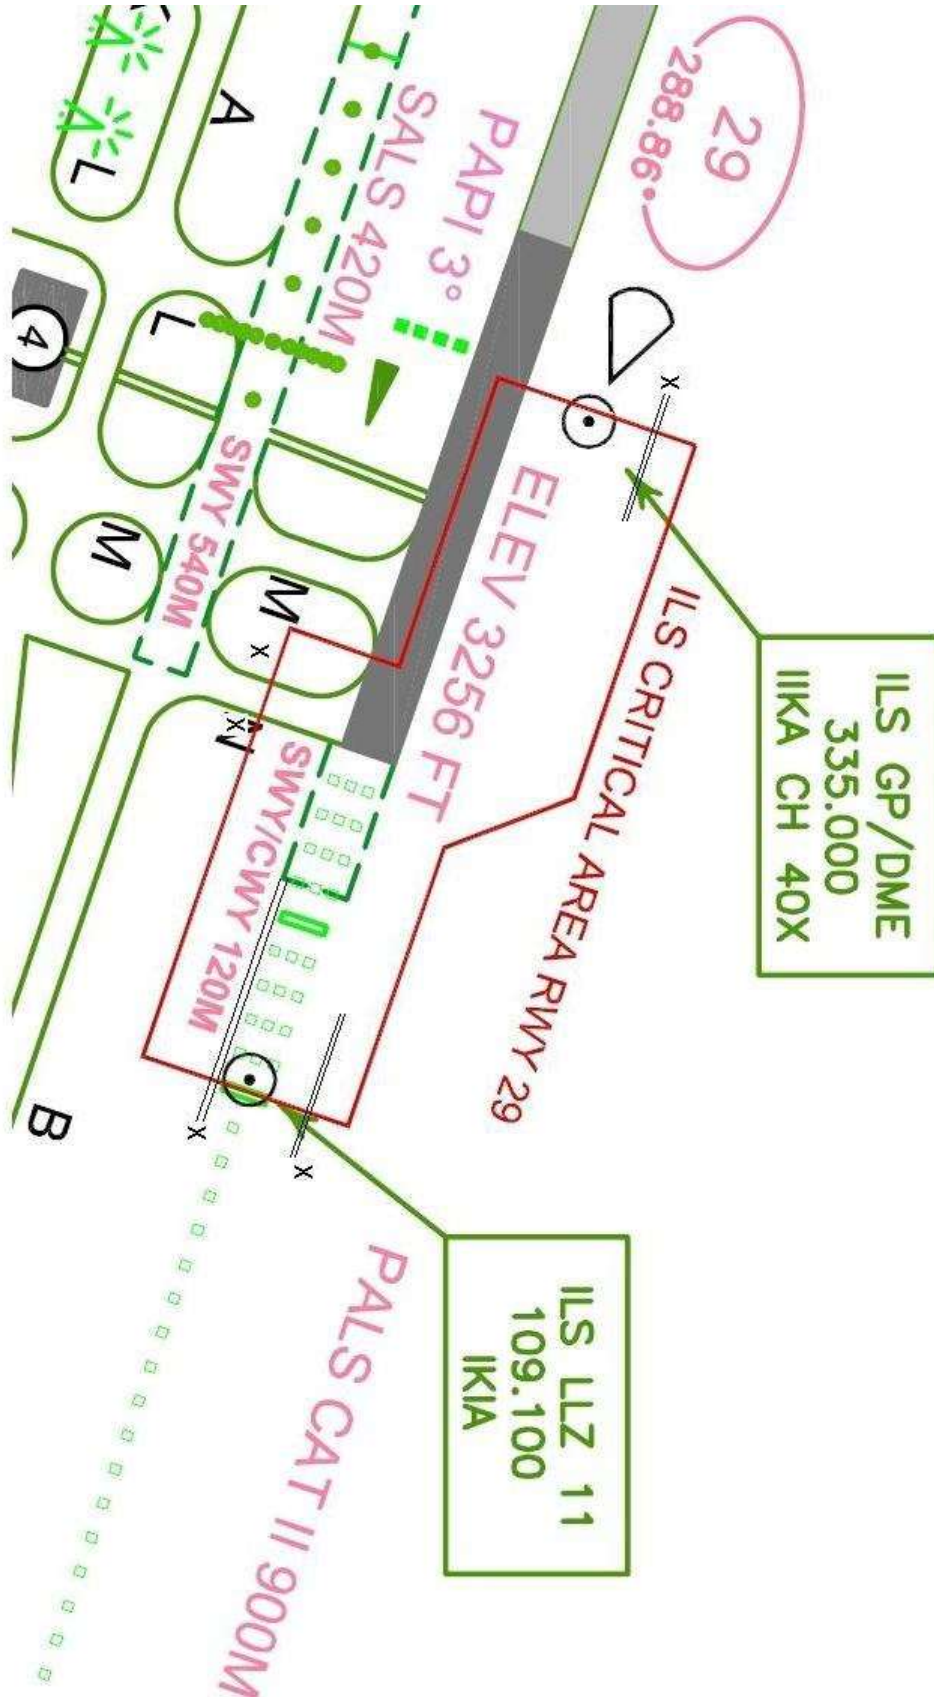 29
288.86°
PAPI 3°
SALS 420M
A
A
A
L
L
4
SWY 540M
M
M
x
ELEV 3256 FT
ILS CRITICAL AREA RWY 29
ILS GP/DME
335.000
IIKA CH 40X
SWY/CWY 120M
N
x
x
x
x
B
PALS CAT II 900M
ILS LLZ 11
109.100
IKIA